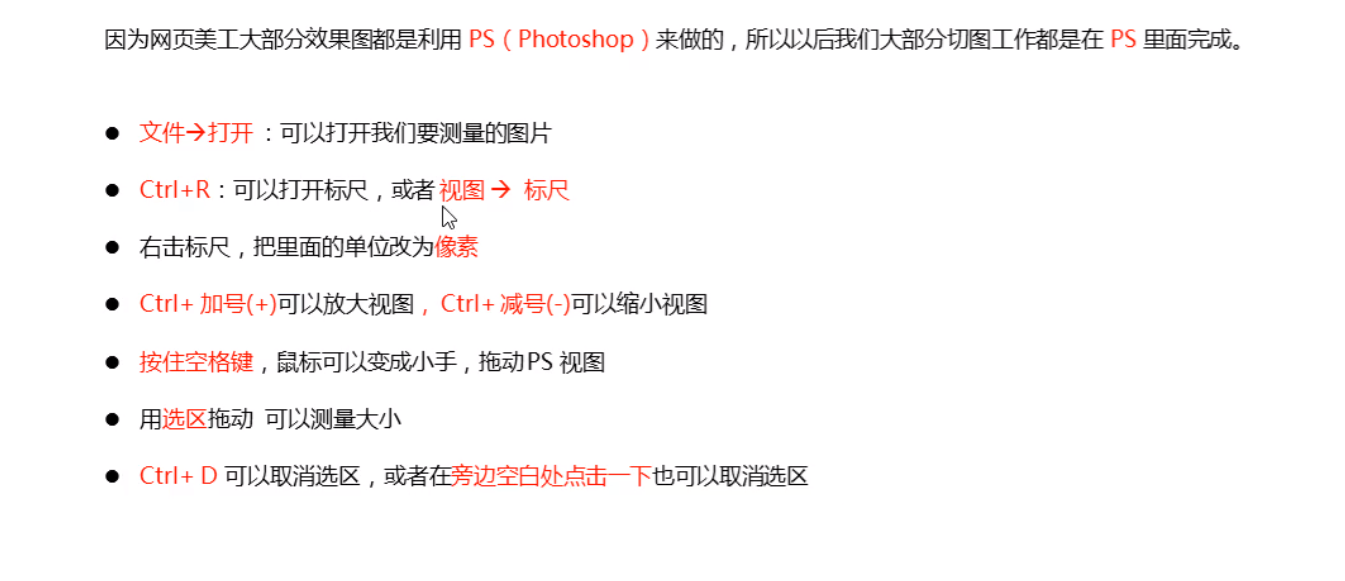 因为网页美工大部分效果图都是利用 PS（Photoshop）来做的，所以以后我们大部分切图工作都是在 PS 里面完成。
● 文件→打开 ：可以打开我们要测量的图片
● Ctrl+R：可以打开标尺，或者 视图→ 标尺
● 右击标尺，把里面的单位改为像素
● Ctrl+ 加号(+)可以放大视图， Ctrl+ 减号(-)可以缩小视图
● 按住空格键，鼠标可以变成小手，拖动 PS 视图
● 用选区拖动 可以测量大小
● Ctrl+ D 可以取消选区，或者在旁边空白处点击一下也可以取消选区